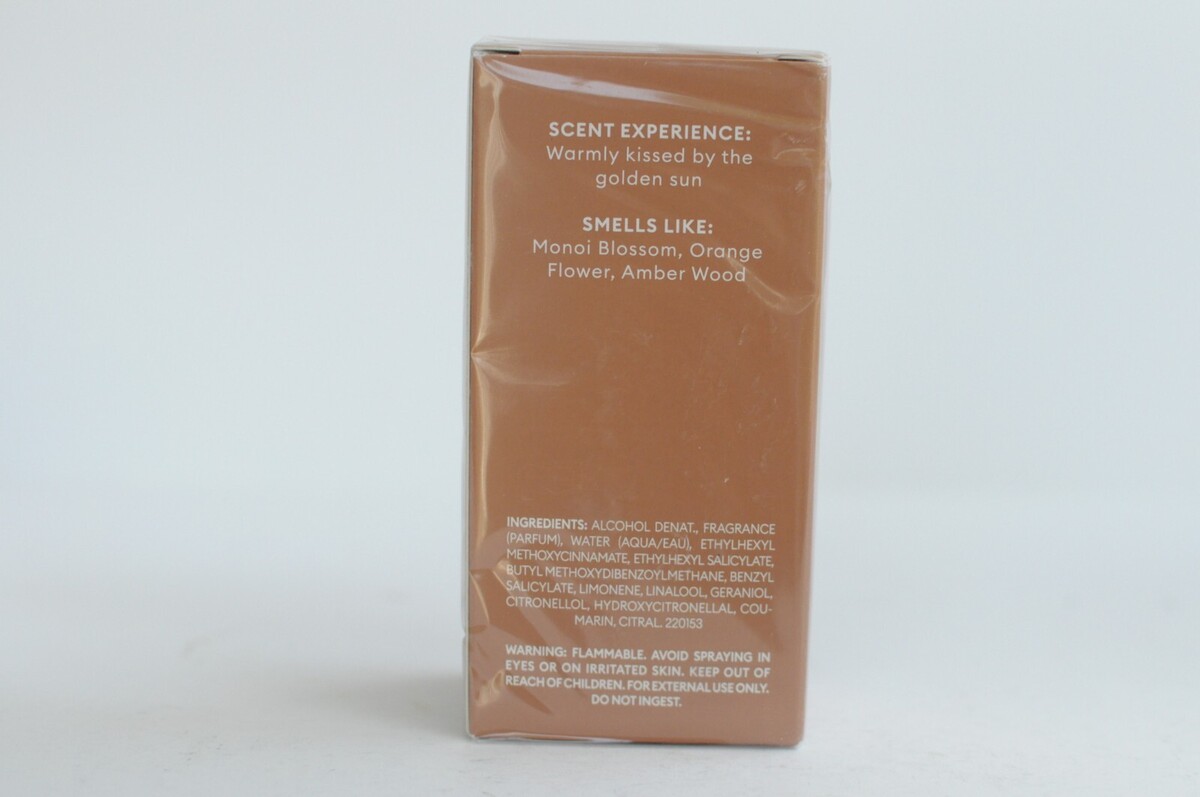 SCENT EXPERIENCE:
Warmly kissed by the
golden sun
SMELLS LIKE:
Monoi Blossom, Orange
Flower, Amber Wood
INGREDIENTS: ALCOHOL DENAT., FRAGRANCE
(PARFUM), WATER (AQUA/EAU), ETHYLHEXYL
METHOXYCINNAMATE, ETHYLHEXYL SALICYLATE,
BUTYL METHOXYDIBENZOYLMETHANE, BENZYL
SALICYLATE, LIMONENE, LINALOOL, GERANIOL,
CITRONELLOL, HYDROXYCITRONELLAL, COU-
MARIN, CITRAL. 220153
WARNING: FLAMMABLE. AVOID SPRAYING IN
EYES OR ON IRRITATED SKIN. KEEP OUT OF
REACH OF CHILDREN. FOR EXTERNAL USE ONLY.
DO NOT INGEST.